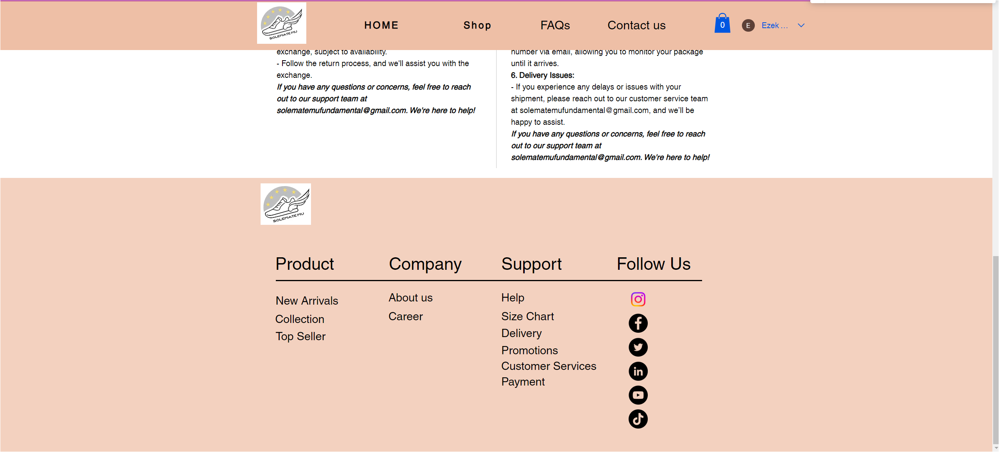 SOLEMATE MU
HOME
Shop
FAQs
Contact us
0
E
Ezek ...
exchange, subject to availability.
- Follow the return process, and we'll assist you with the
exchange.
If you have any questions or concerns, feel free to reach
out to our support team at
solematemufundamental@gmail.com. We're here to help!
number via email, allowing you to monitor your package
until it arrives.
6. Delivery Issues:
- If you experience any delays or issues with your
shipment, please reach out to our customer service team
at solematemufundamental@gmail.com, and we’ll be
happy to assist.
If you have any questions or concerns, feel free to reach
out to our support team at
solematemufundamental@gmail.com. We're here to help!
SOLEMATE MU
Product
New Arrivals
Collection
Top Seller
Company
About us
Career
Support
Help
Size Chart
Delivery
Promotions
Customer Services
Payment
Follow Us
in